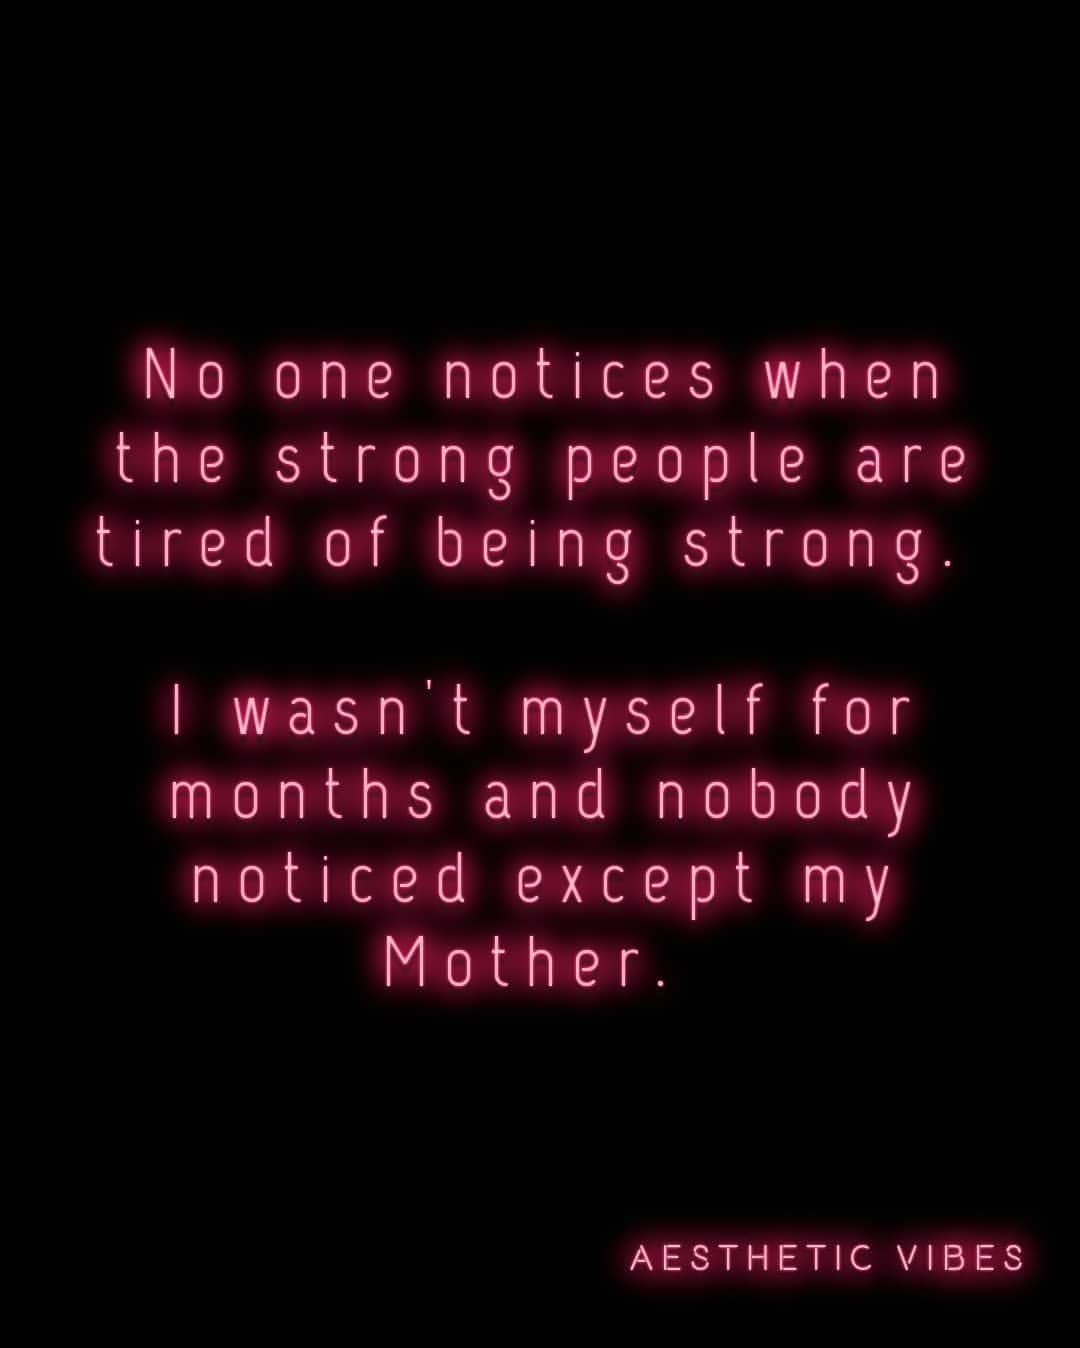 No one notices when
the strong people are
tired of being strong.
I wasn't myself for
months and nobody
noticed except my
Mother.
AESTHETIC VIBES